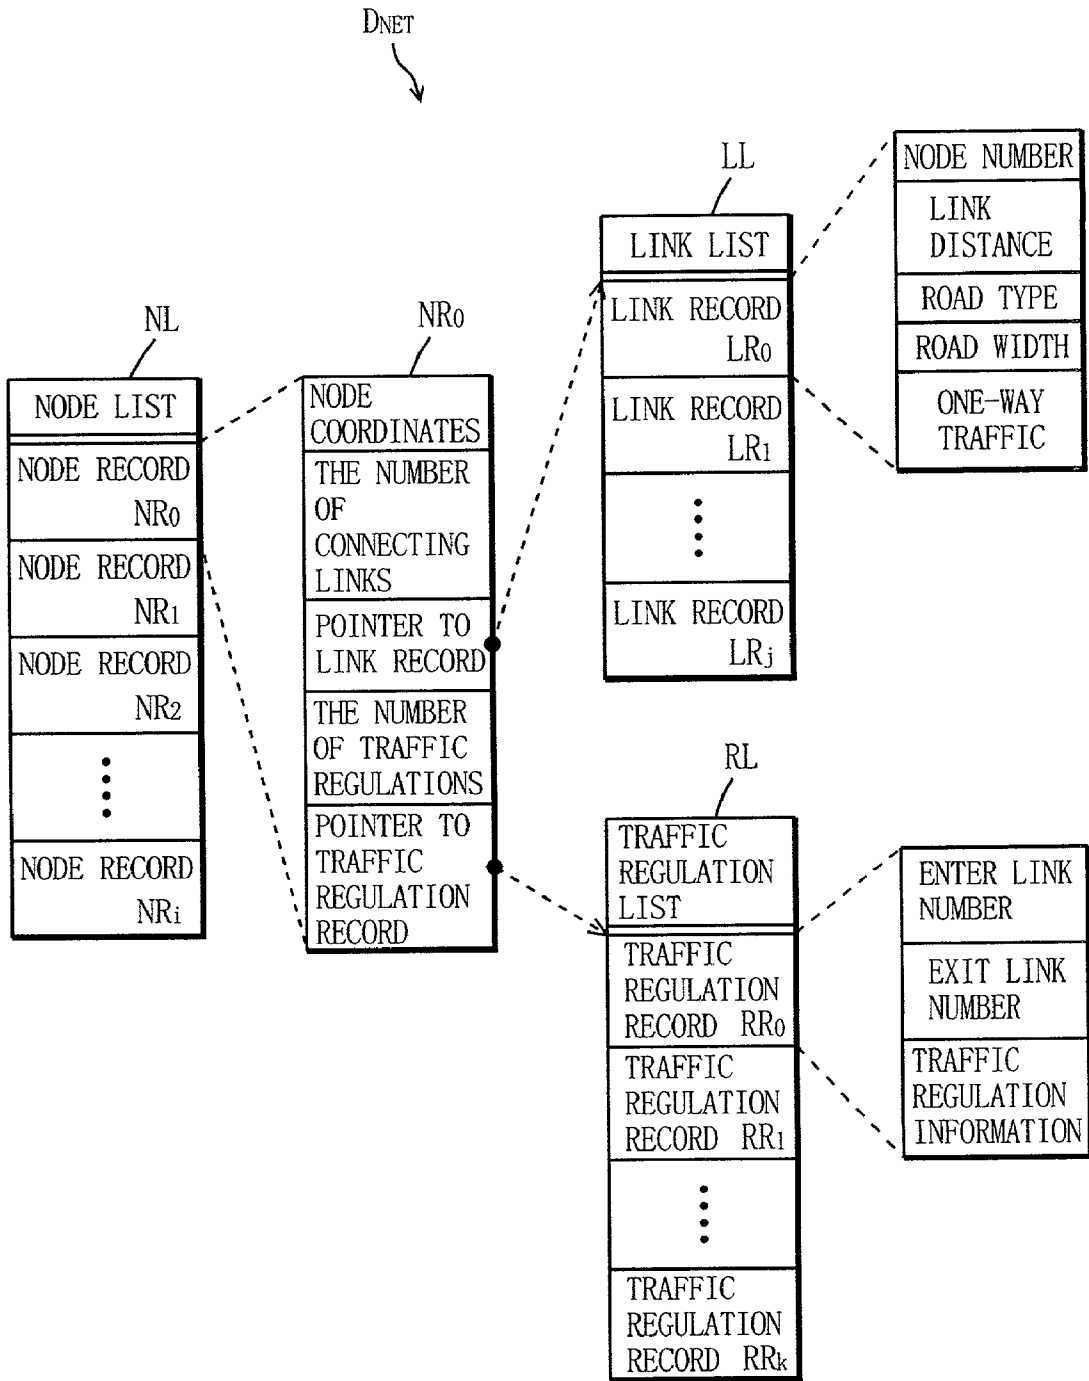 DNET
NL
NODE LIST
NODE RECORD
NR0
NODE RECORD
NR1
NODE RECORD
NR2
NODE RECORD
NRi
NR0
NODE
COORDINATES
THE NUMBER
OF
CONNECTING
LINKS
POINTER TO
LINK RECORD
THE NUMBER
OF TRAFFIC
REGULATIONS
POINTER TO
TRAFFIC
REGULATION
RECORD
LL
LINK LIST
LINK RECORD
LR0
LINK RECORD
LR1
LINK RECORD
LRj
NODE NUMBER
LINK
DISTANCE
ROAD TYPE
ROAD WIDTH
ONE-WAY
TRAFFIC
RL
TRAFFIC
REGULATION
LIST
TRAFFIC
REGULATION
RECORD RR0
TRAFFIC
REGULATION
RECORD RR1
TRAFFIC
REGULATION
RECORD RRk
ENTER LINK
NUMBER
EXIT LINK
NUMBER
TRAFFIC
REGULATION
INFORMATION